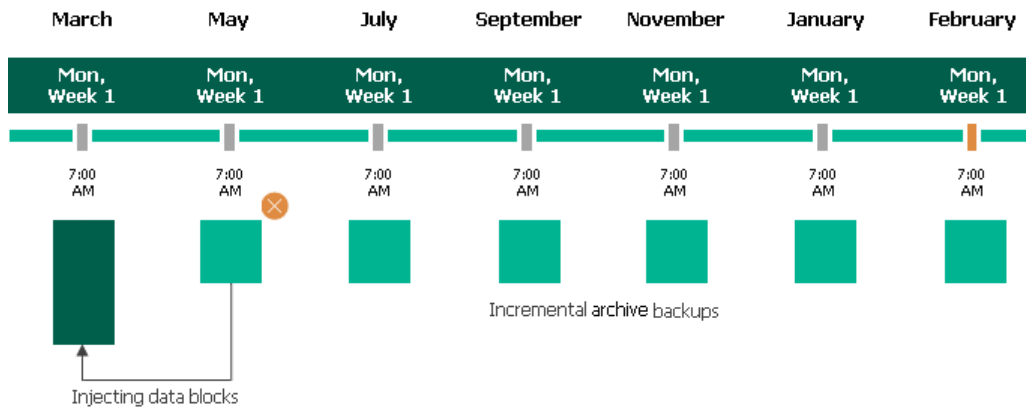 March May July September November January February
Mon, Mon, Mon, Mon, Mon, Mon, Mon,
Week 1 Week 1 Week 1 Week 1 Week 1 Week 1 Week 1
7:00 7:00 7:00 7:00 7:00 7:00 7:00
AM AM AM AM AM AM AM
Incremental archive backups
Injecting data blocks